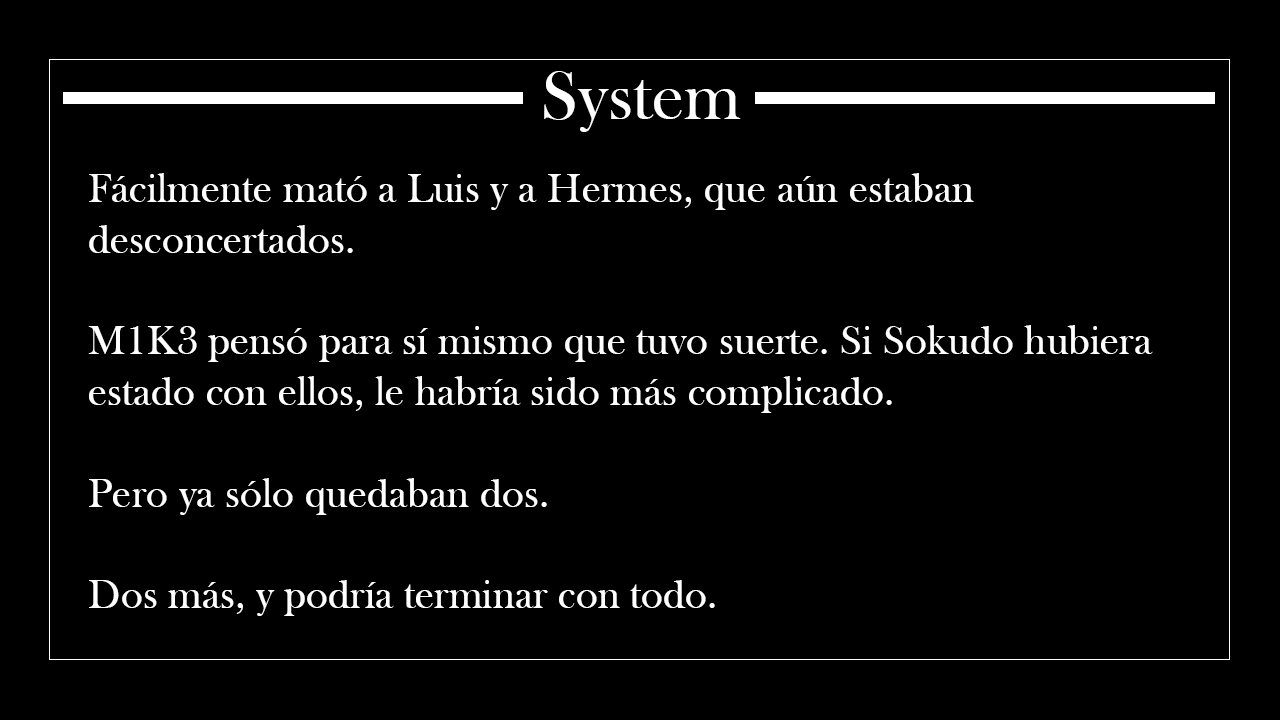 System
Fácilmente mató a Luis y a Hermes, que aún estaban
desconcertados.
M1K3 pensó para sí mismo que tuvo suerte. Si Sokudo hubiera
estado con ellos, le habría sido más complicado.
Pero ya sólo quedaban dos.
Dos más, y podría terminar con todo.